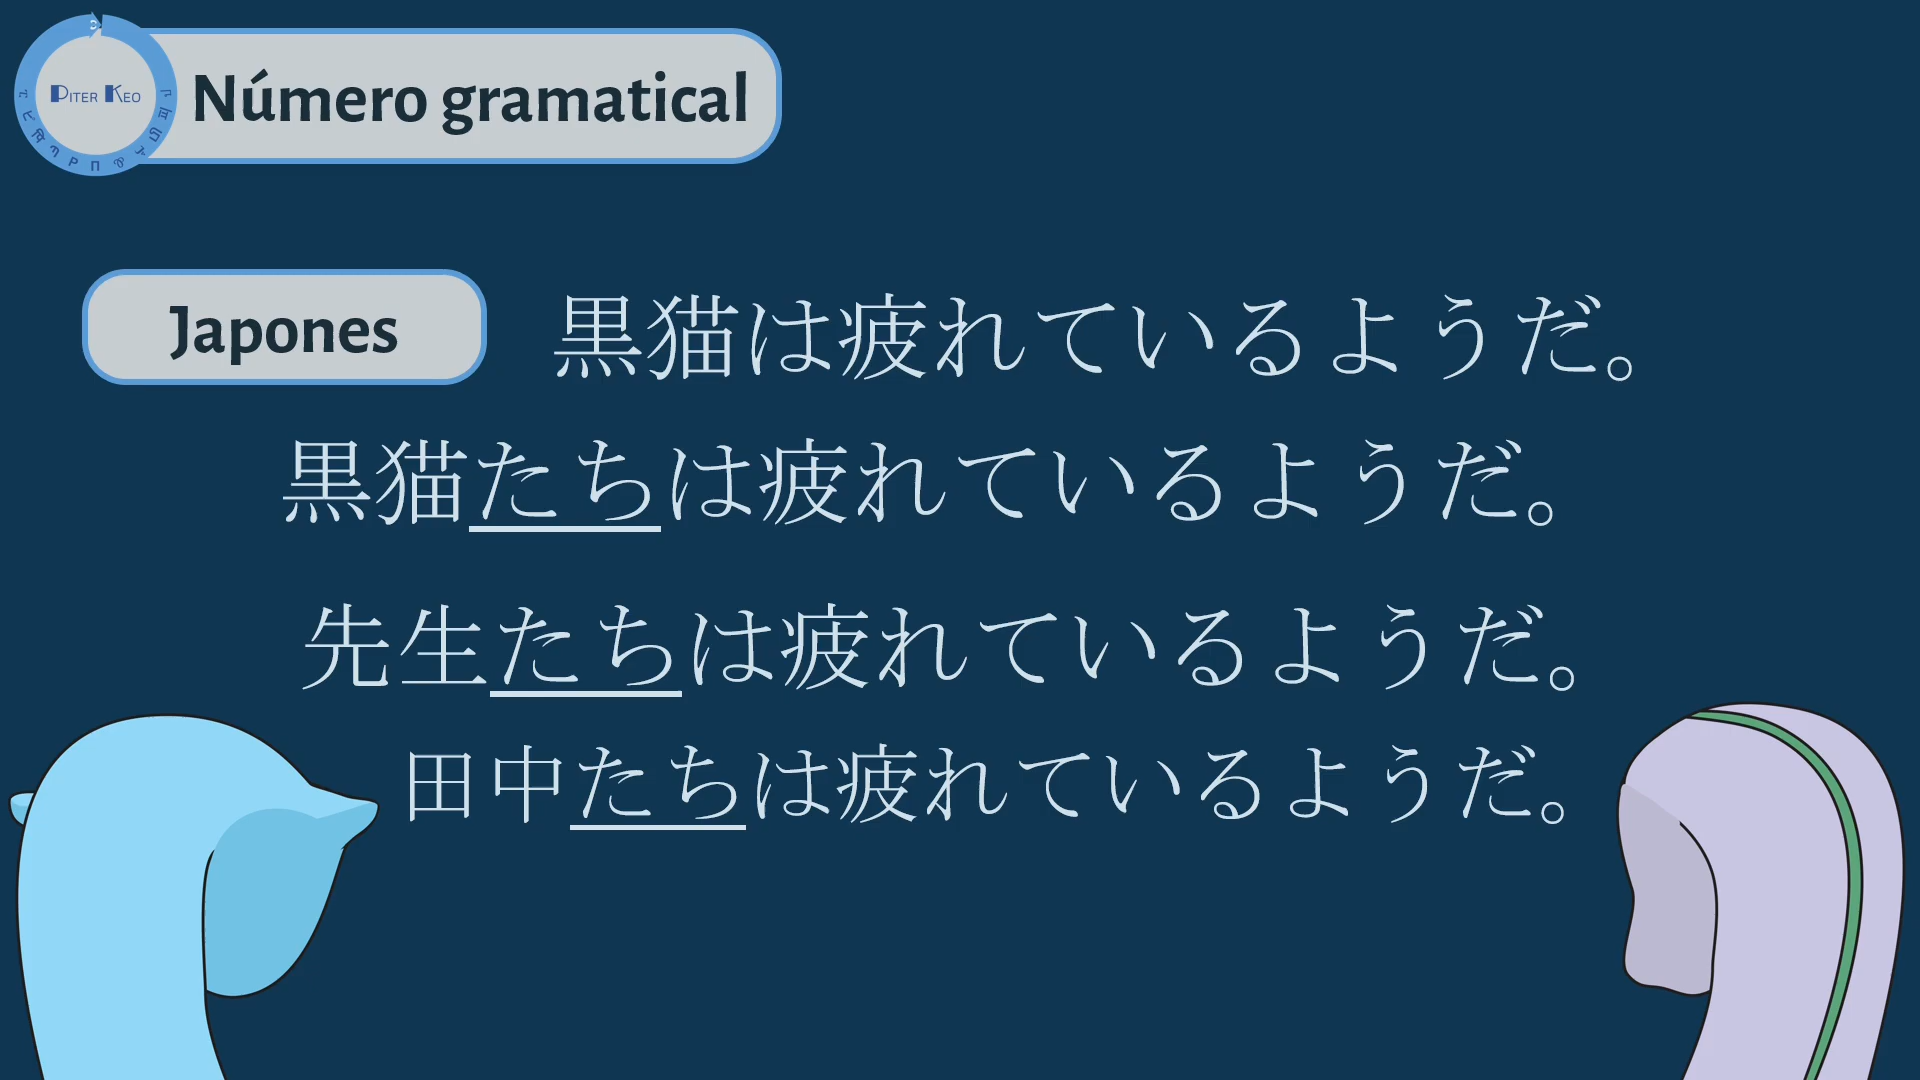 Piter Keo
Número gramatical
Japones
黒猫は疲れているようだ。
黒猫たちは疲れているようだ。
先生たちは疲れているようだ。
田中たちは疲れているようだ。